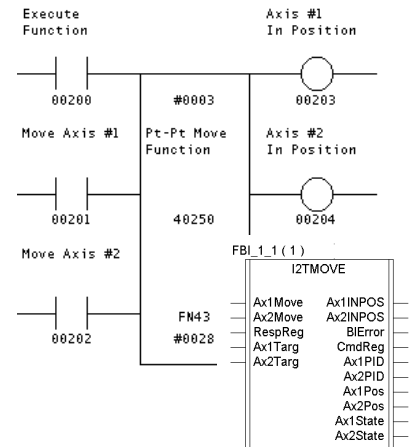 Execute Function
Axis #1 In Position
00200
#0003
00203
Move Axis #1
Pt-Pt Move Function
Axis #2 In Position
00201
40250
00204
Move Axis #2
FBI_1_1 ( 1 )
I2TMOVE
00202
FN43
#0028
Ax1Move Ax1INPOS
Ax2Move Ax2INPOS
RespReg BIError
Ax1Targ CmdReg
Ax2Targ Ax1PID
Ax2PID
Ax1Pos
Ax2Pos
Ax1State
Ax2State